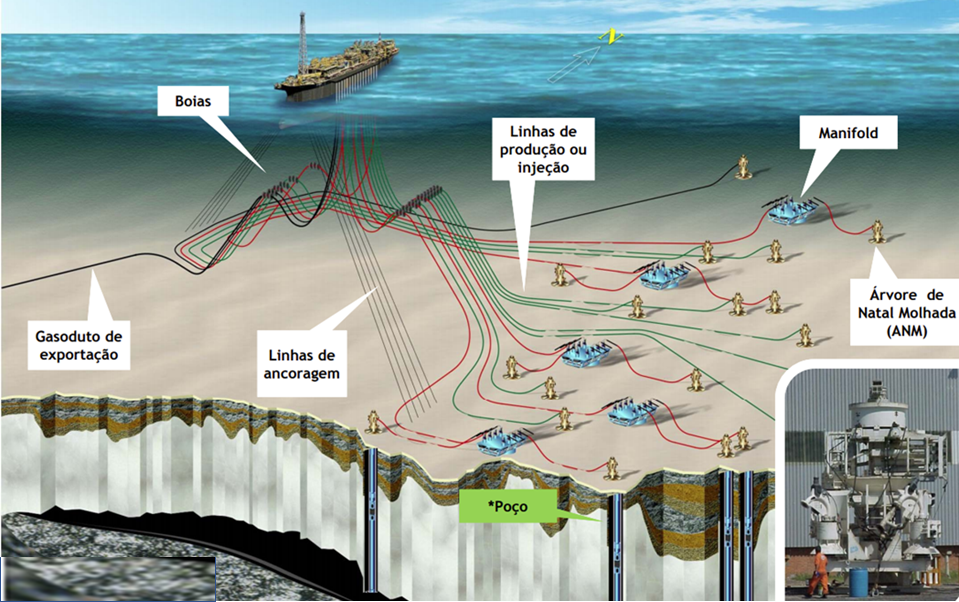 Boias
Linhas de
produção ou
injeção
Manifold
Gasoduto de
exportação
Linhas de
ancoragem
Árvore de
Natal Molhada
(ANM)
*Poço